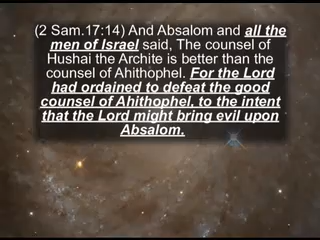 (2 Sam.17:14) And Absalom and all the
men of Israel said, The counsel of
Hushai the Archite is better than the
counsel of Ahithophel. For the Lord
had ordained to defeat the good
counsel of Ahithophel, to the intent
that the Lord might bring evil upon
Absalom.